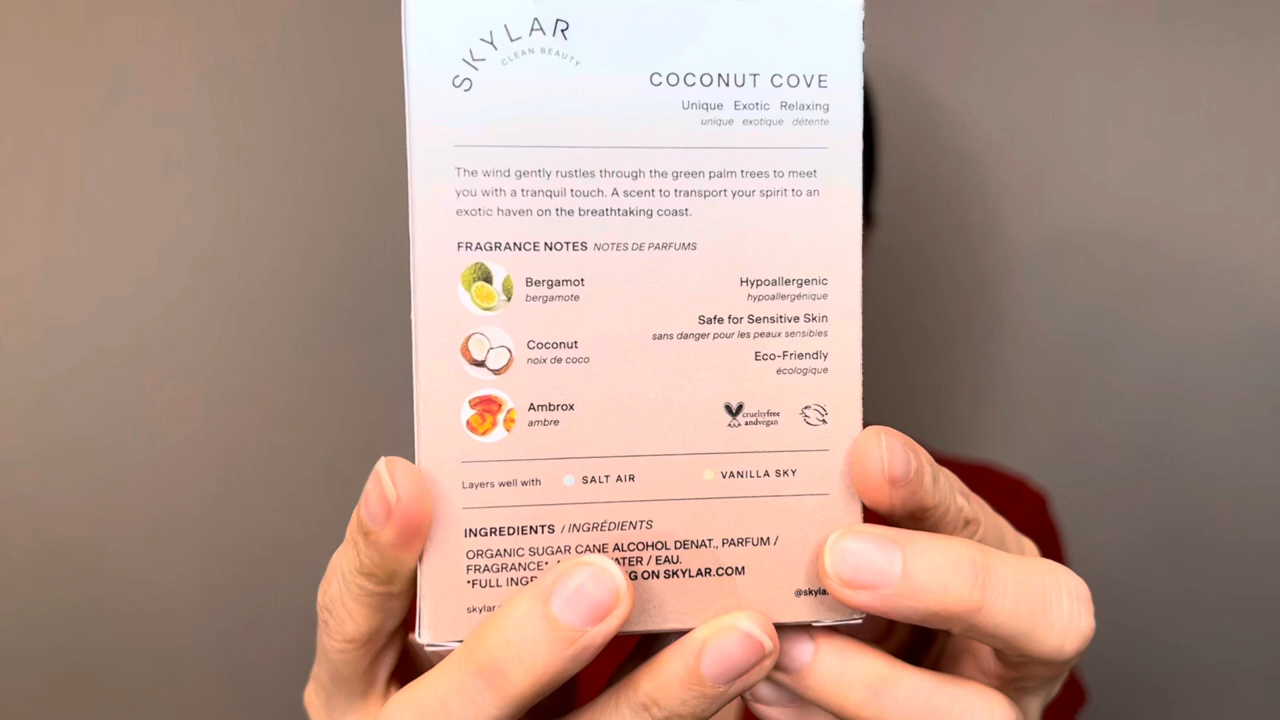 SKYLAR
CLEAN BEAUTY
COCONUT COVE
Unique Exotic Relaxing
unique exotique détente
The wind gently rustles through the green palm trees to meet
you with a tranquil touch. A scent to transport your spirit to an
exotic haven on the breathtaking coast.
FRAGRANCE NOTES NOTES DE PARFUMS
Bergamot
bergamote
Coconut
noix de coco
Ambrox
ambre
Hypoallergenic
hypoallergénique
Safe for Sensitive Skin
sans danger pour les peaux sensibles
Eco-Friendly
écologique
crueltyfree
andvegan
Layers well with SALT AIR VANILLA SKY
INGREDIENTS / INGRÉDIENTS
ORGANIC SUGAR CANE ALCOHOL DENAT., PARFUM /
FRAGRANCE* / EAU.
*FULL ON SKYLAR.COM